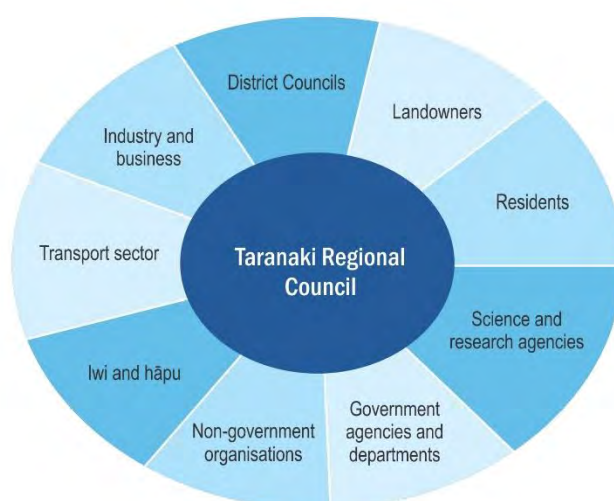 District Councils
Landowners
Residents
Science and
research agencies
Government
agencies and
departments
Non-government
organisations
Iwi and hāpu
Transport sector
Industry and
business
Taranaki Regional
Council